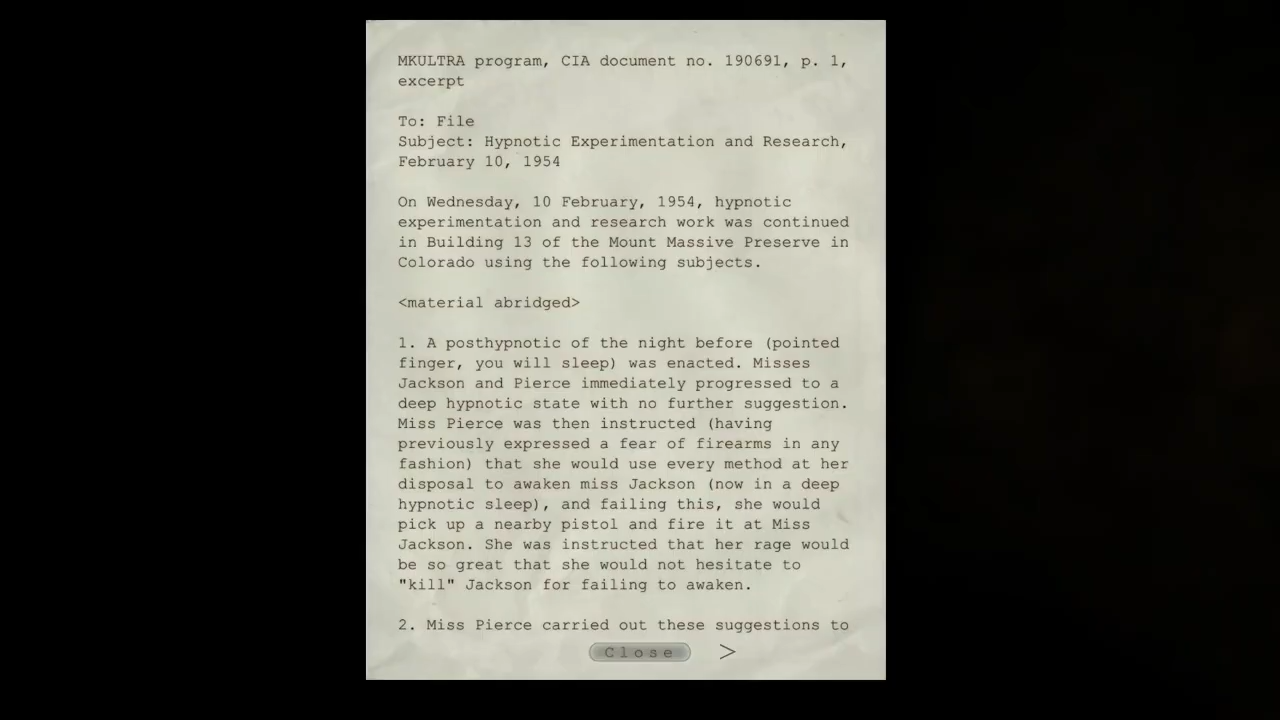 MKULTRA program, CIA document no. 190691, p. 1,
excerpt
To: File
Subject: Hypnotic Experimentation and Research,
February 10, 1954
On Wednesday, 10 February, 1954, hypnotic
experimentation and research work was continued
in Building 13 of the Mount Massive Preserve in
Colorado using the following subjects.
<material abridged>
1. A posthypnotic of the night before (pointed
finger, you will sleep) was enacted. Misses
Jackson and Pierce immediately progressed to a
deep hypnotic state with no further suggestion.
Miss Pierce was then instructed (having
previously expressed a fear of firearms in any
fashion) that she would use every method at her
disposal to awaken miss Jackson (now in a deep
hypnotic sleep), and failing this, she would
pick up a nearby pistol and fire it at Miss
Jackson. She was instructed that her rage would
be so great that she would not hesitate to
"kill" Jackson for failing to awaken.
2. Miss Pierce carried out these suggestions to
Close >